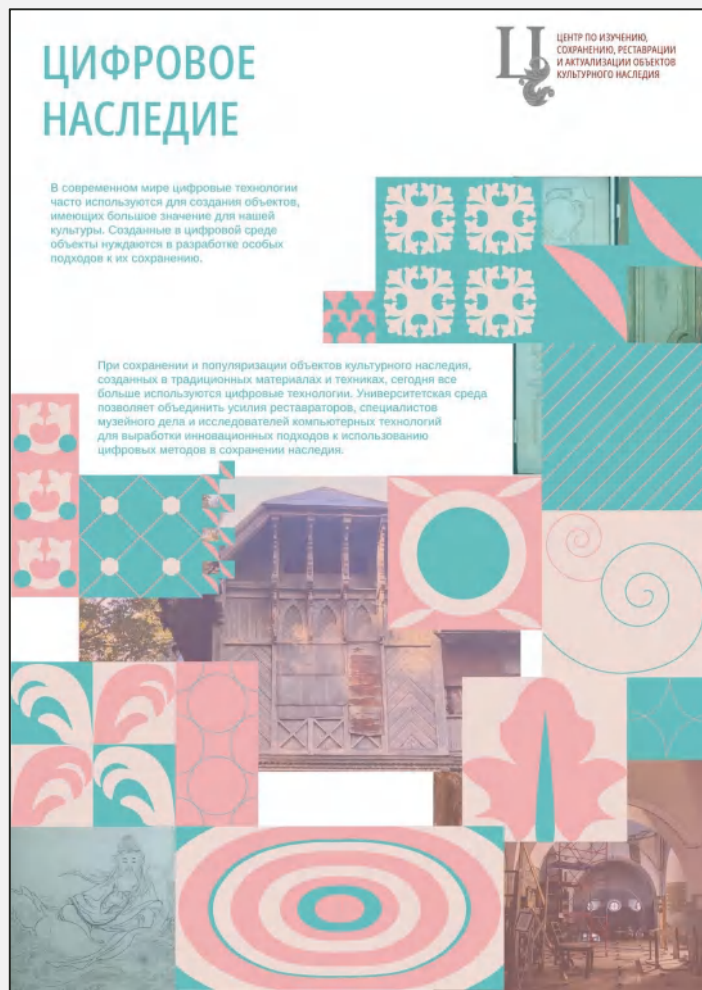 ЦИФРОВОЕ
НАСЛЕДИЕ
ЦЕНТР ПО ИЗУЧЕНИЮ,
СОХРАНЕНИЮ, РЕСТАВРАЦИИ
И АКТУАЛИЗАЦИИ ОБЪЕКТОВ
КУЛЬТУРНОГО НАСЛЕДИЯ
Ц
В современном мире цифровые технологии
часто используются для создания объектов,
имеющих большое значение для нашей
культуры. Созданные в цифровой среде
объекты нуждаются в разработке особых
подходов к их сохранению.
При сохранении и популяризации объектов культурного наследия,
созданных в традиционных материалах и техниках, сегодня все
больше используются цифровые технологии. Университетская среда
позволяет объединить усилия реставраторов, специалистов
музейного дела и исследователей компьютерных технологий
для выработки инновационных подходов к использованию
цифровых методов в сохранении наследия.